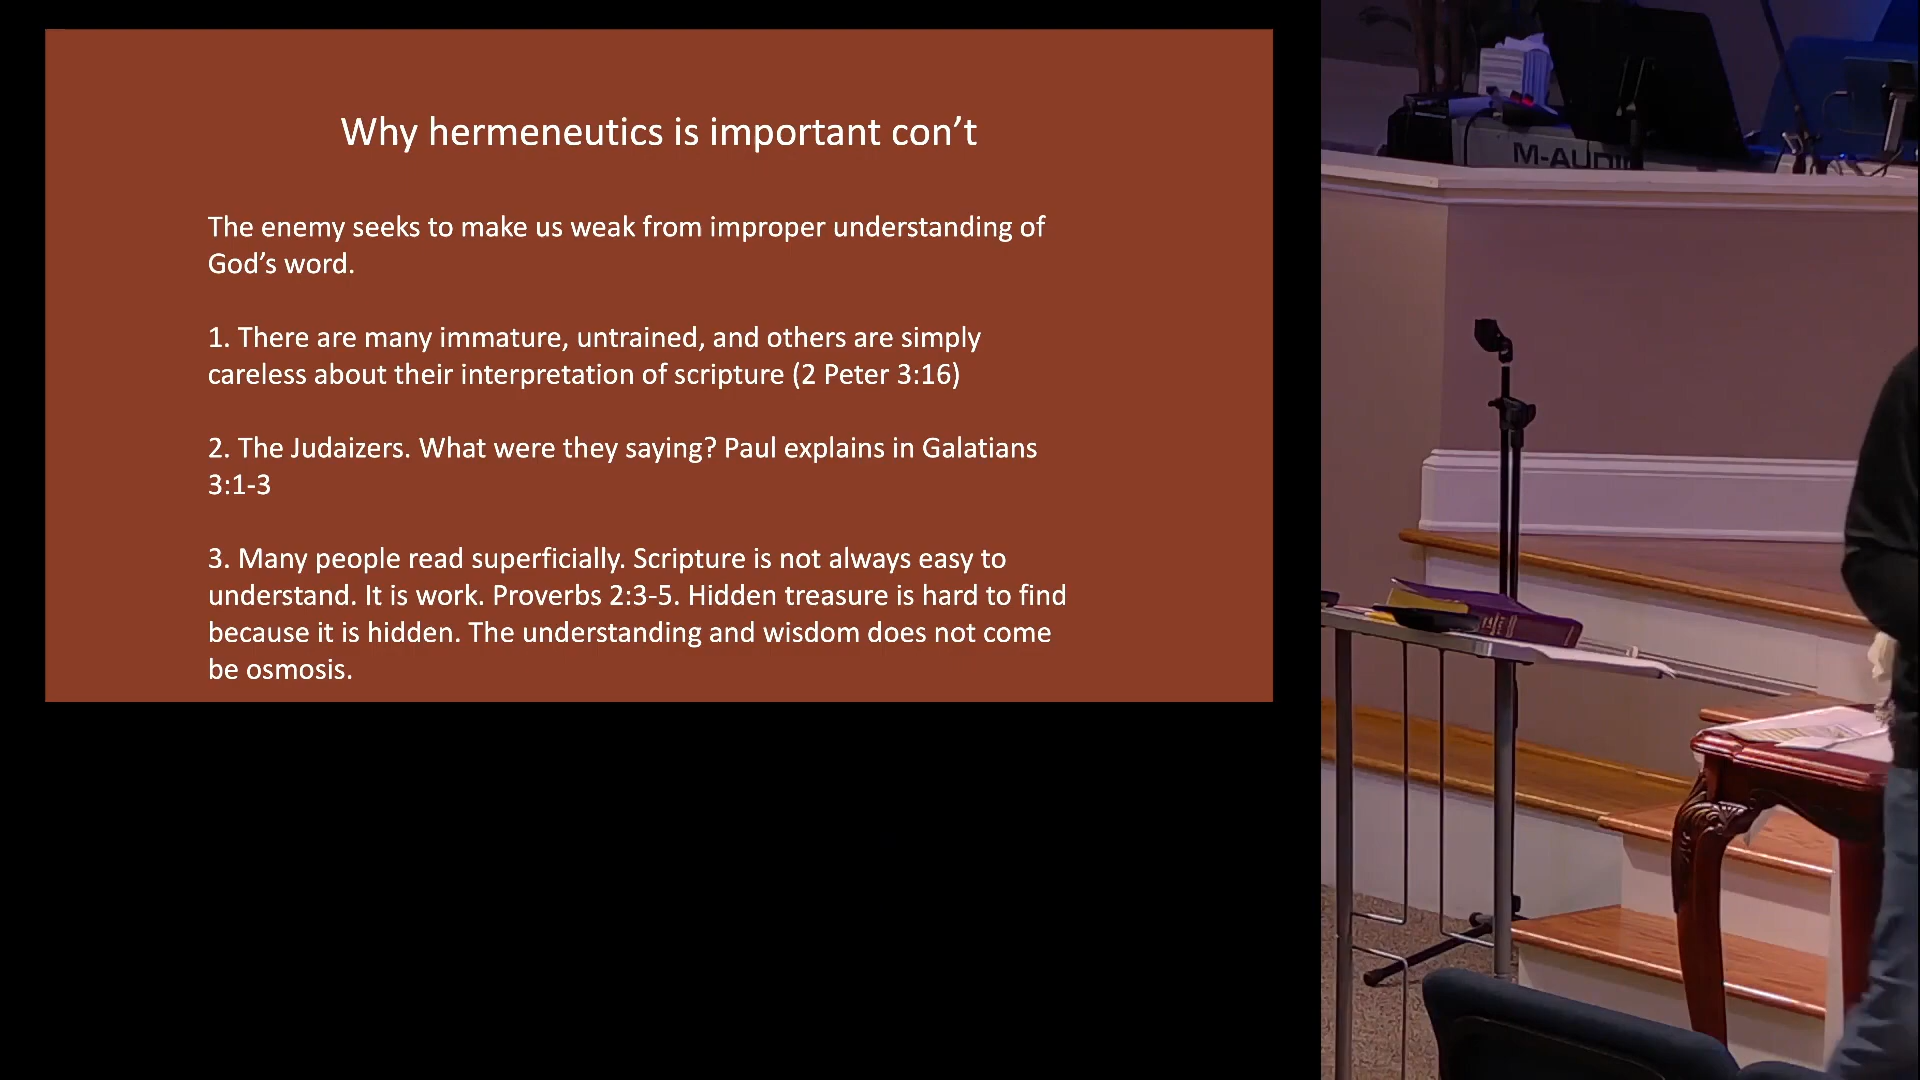 Why hermeneutics is important con’t
The enemy seeks to make us weak from improper understanding of
God’s word.
1. There are many immature, untrained, and others are simply
careless about their interpretation of scripture (2 Peter 3:16)
2. The Judaizers. What were they saying? Paul explains in Galatians
3:1-3
3. Many people read superficially. Scripture is not always easy to
understand. It is work. Proverbs 2:3-5. Hidden treasure is hard to find
because it is hidden. The understanding and wisdom does not come
be osmosis.
M-AUDIO